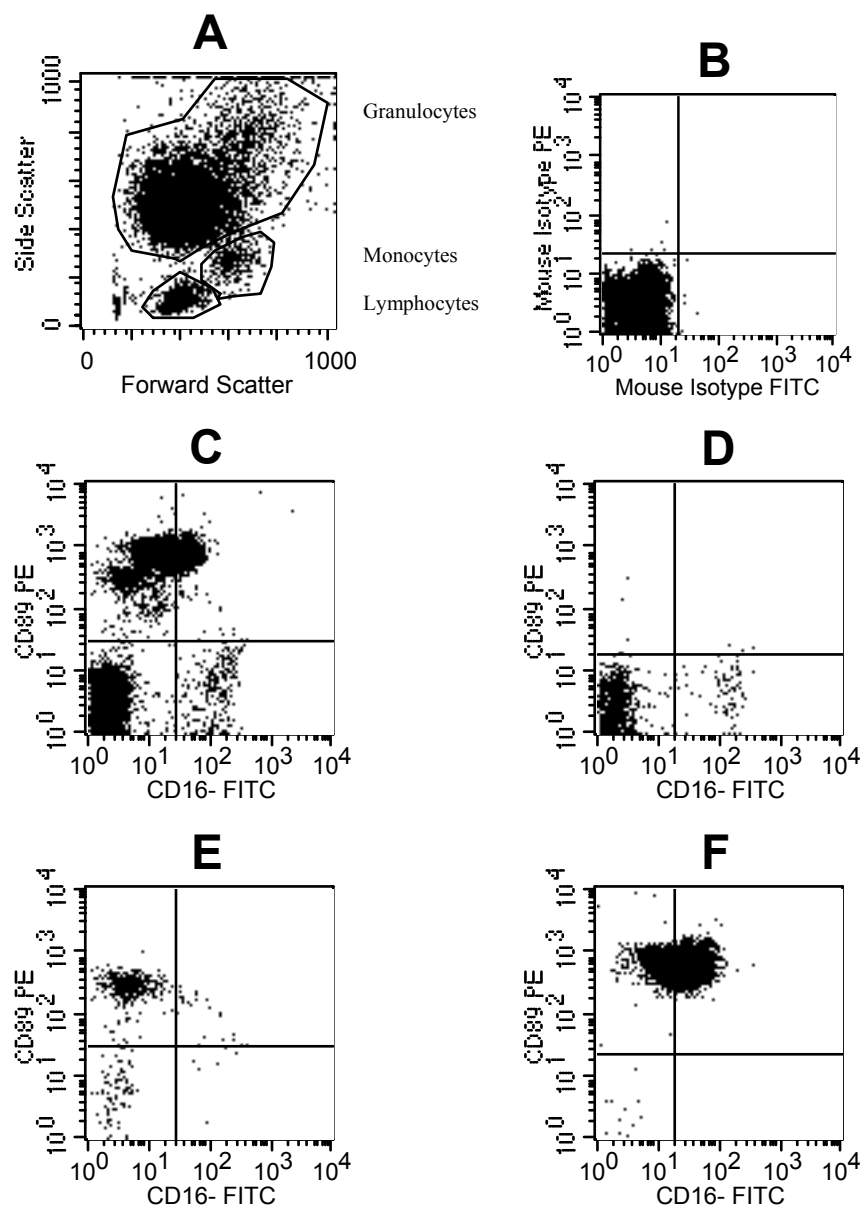 A
1000
Side Scatter
0
0 1000
Forward Scatter
Granulocytes
Monocytes
Lymphocytes
B
10^4
10^3
10^2
10^1
10^0
Mouse Isotype PE
10^0 10^1 10^2 10^3 10^4
Mouse Isotype FITC
C
10^4
10^3
10^2
10^1
10^0
CD89 PE
10^0 10^1 10^2 10^3 10^4
CD16- FITC
D
10^4
10^3
10^2
10^1
10^0
CD89 PE
10^0 10^1 10^2 10^3 10^4
CD16- FITC
E
10^4
10^3
10^2
10^1
10^0
CD89 PE
10^0 10^1 10^2 10^3 10^4
CD16- FITC
F
10^4
10^3
10^2
10^1
10^0
CD89 PE
10^0 10^1 10^2 10^3 10^4
CD16- FITC